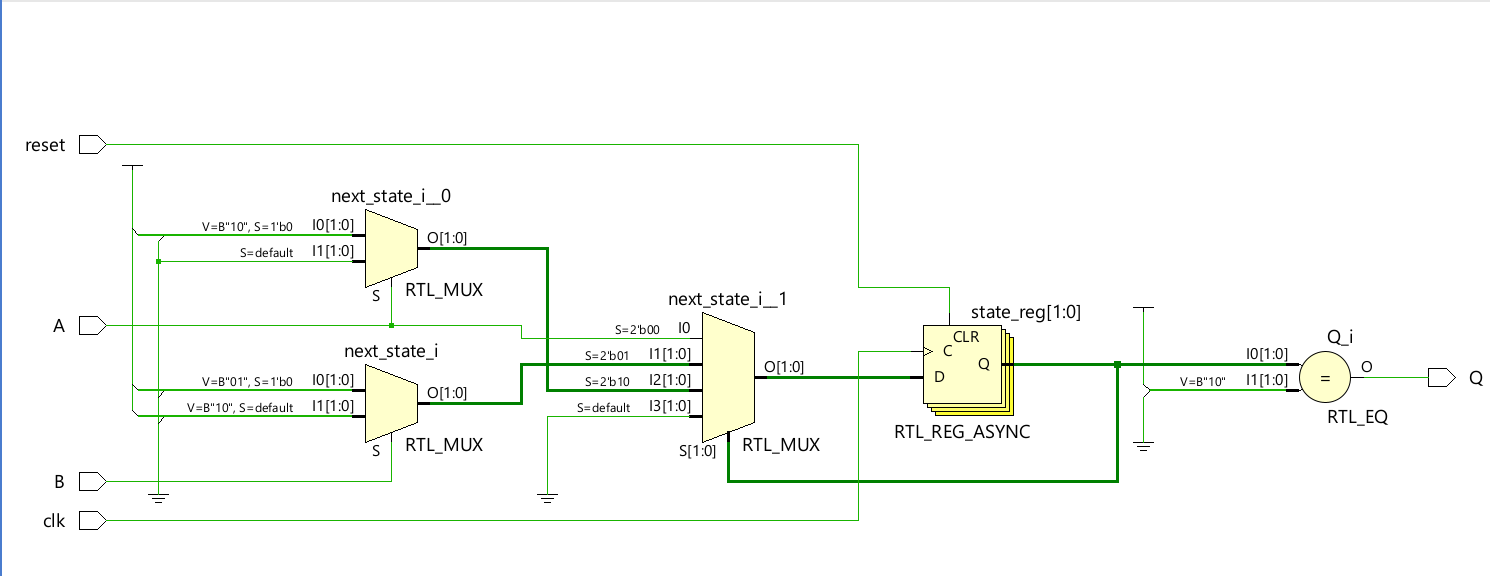 reset
next_state_i__0
V=B"10", S=1'b0 I0[1:0]
S=default I1[1:0]
O[1:0]
S
RTL_MUX
A
next_state_i
V=B"01", S=1'b0 I0[1:0]
V=B"10", S=default I1[1:0]
O[1:0]
S
RTL_MUX
B
clk
next_state_i__1
S=2'b00 I0
S=2'b01 I1[1:0]
S=2'b10 I2[1:0]
S=default I3[1:0]
O[1:0]
S[1:0]
RTL_MUX
state_reg[1:0]
CLR
C
D
Q
RTL_REG_ASYNC
Q_i
I0[1:0]
V=B"10" I1[1:0]
=
O
RTL_EQ
Q